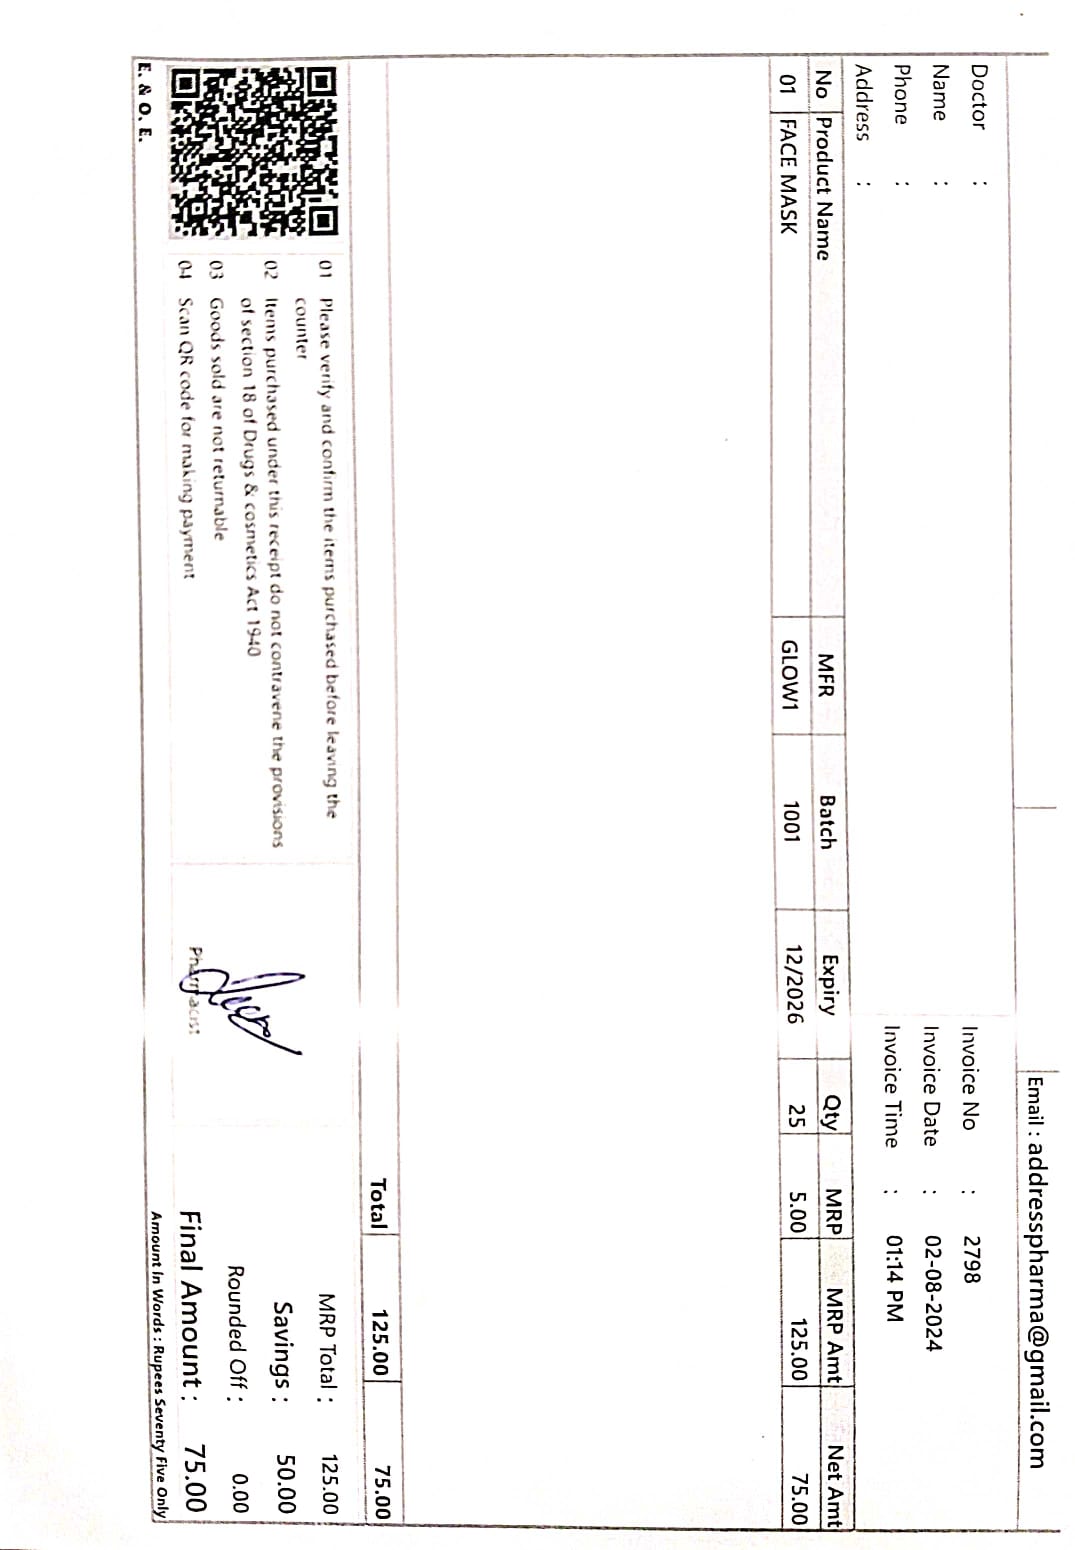 Email : addresspharma@gmail.com
Doctor :
Name :
Phone :
Address :
Invoice No : 2798
Invoice Date : 02-08-2024
Invoice Time : 01:14 PM
No Product Name MFR Batch Expiry Qty MRP MRP Amt Net Amt
01 FACE MASK GLOW1 1001 12/2026 25 5.00 125.00 75.00
Total 125.00 75.00
01 Please verify and confirm the items purchased before leaving the
counter
02 Items purchased under this receipt do not contravene the provisions
of section 18 of Drugs & cosmetics Act 1940
03 Goods sold are not returnable
04 Scan QR code for making payment
E. & O. E.
Pharmacist
MRP Total : 125.00
Savings : 50.00
Rounded Off : 0.00
Final Amount : 75.00
Amount In Words : Rupees Seventy Five Only